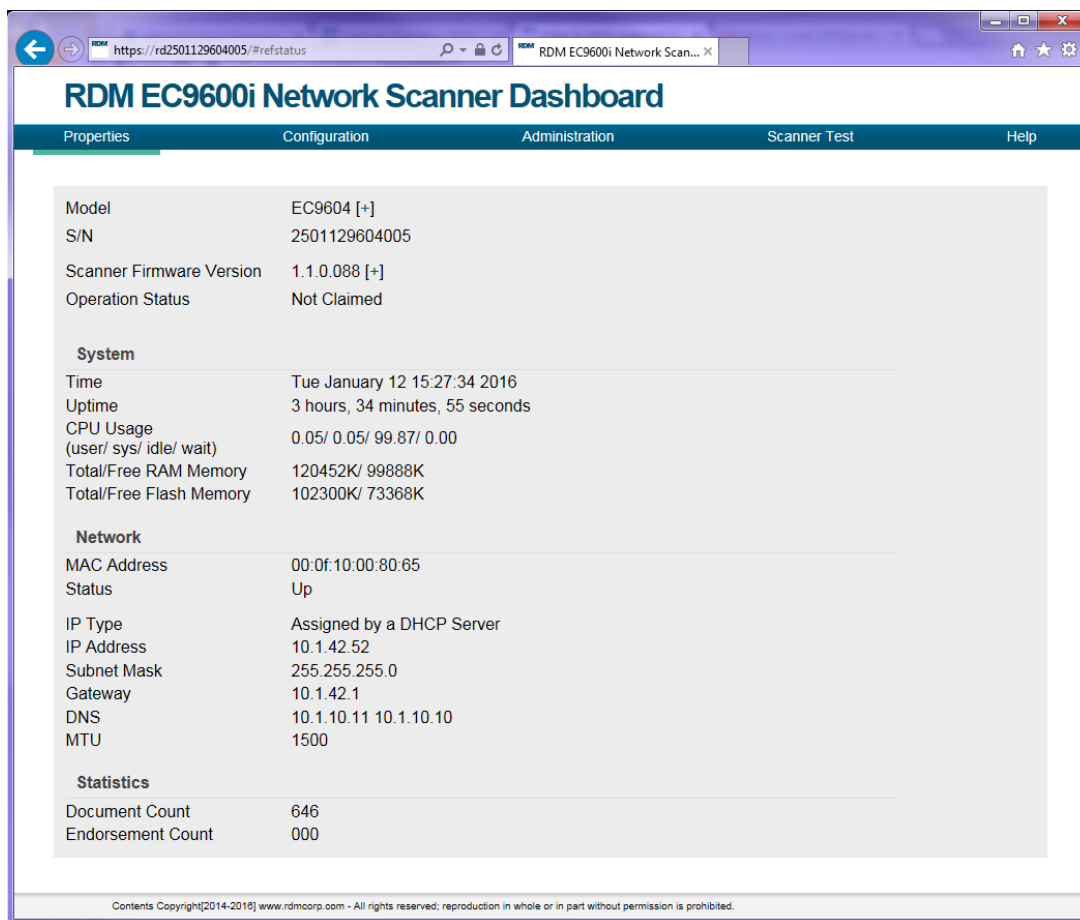 RDM https://rd2501129604005/#refstatus RDM RDM EC9600i Network Scan...
RDM EC9600i Network Scanner Dashboard
Properties Configuration Administration Scanner Test Help
Model EC9604 [+]
S/N 2501129604005
Scanner Firmware Version 1.1.0.088 [+]
Operation Status Not Claimed
System
Time Tue January 12 15:27:34 2016
Uptime 3 hours, 34 minutes, 55 seconds
CPU Usage
(user/ sys/ idle/ wait) 0.05/ 0.05/ 99.87/ 0.00
Total/Free RAM Memory 120452K/ 99888K
Total/Free Flash Memory 102300K/ 73368K
Network
MAC Address 00:0f:10:00:80:65
Status Up
IP Type Assigned by a DHCP Server
IP Address 10.1.42.52
Subnet Mask 255.255.255.0
Gateway 10.1.42.1
DNS 10.1.10.11 10.1.10.10
MTU 1500
Statistics
Document Count 646
Endorsement Count 000
Contents Copyright[2014-2016] www.rdmcorp.com - All rights reserved; reproduction in whole or in part without permission is prohibited.